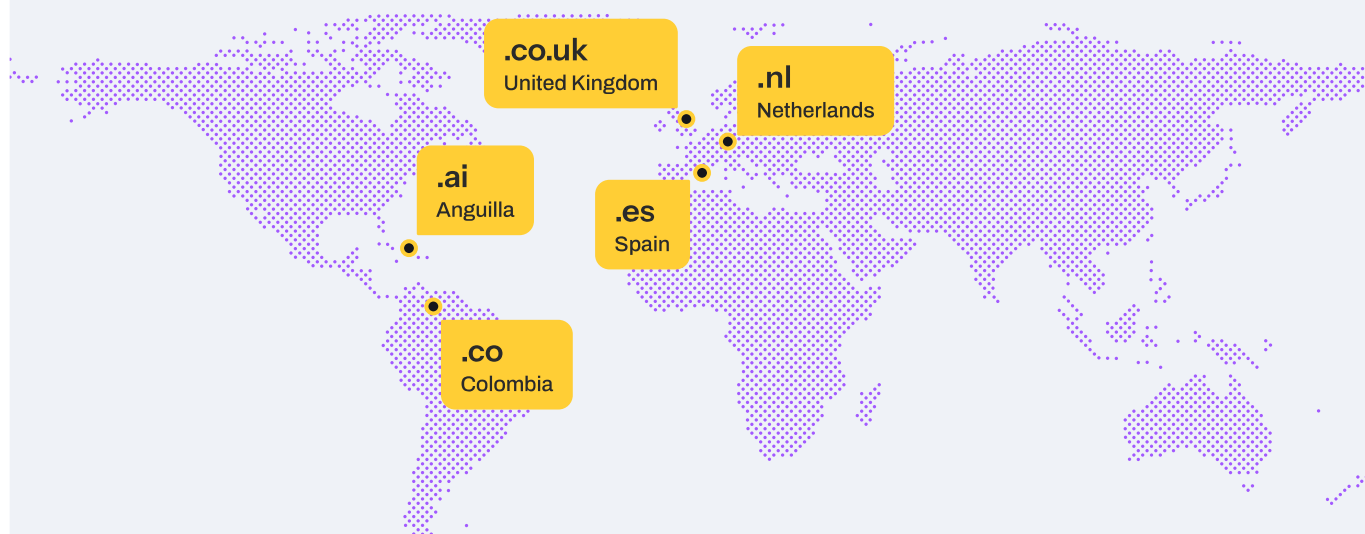 .co.uk
United Kingdom
.nl
Netherlands
.ai
Anguilla
.es
Spain
.co
Colombia